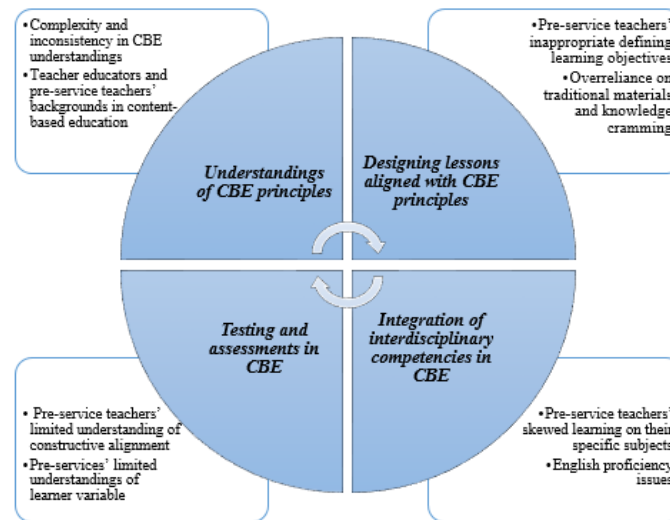 •Complexity and
inconsistency in CBE
understandings
•Teacher educators and
pre-service teachers'
backgrounds in content-
based education
•Pre-service teachers'
inappropriate defining
learning objectives
•Overreliance on
traditional materials
and knowledge
cramming
Understandings
of CBE principles
Designing lessons
aligned with CBE
principles
Testing and
assessments in
CBE
Integration of
interdisciplinary
competencies in
CBE
• Pre-service teachers'
limited understanding of
constructive alignment
•Pre-services' limited
understandings of
learner variable
•Pre-service teachers'
skewed learning on their
specific subjects
•English proficiency
issues